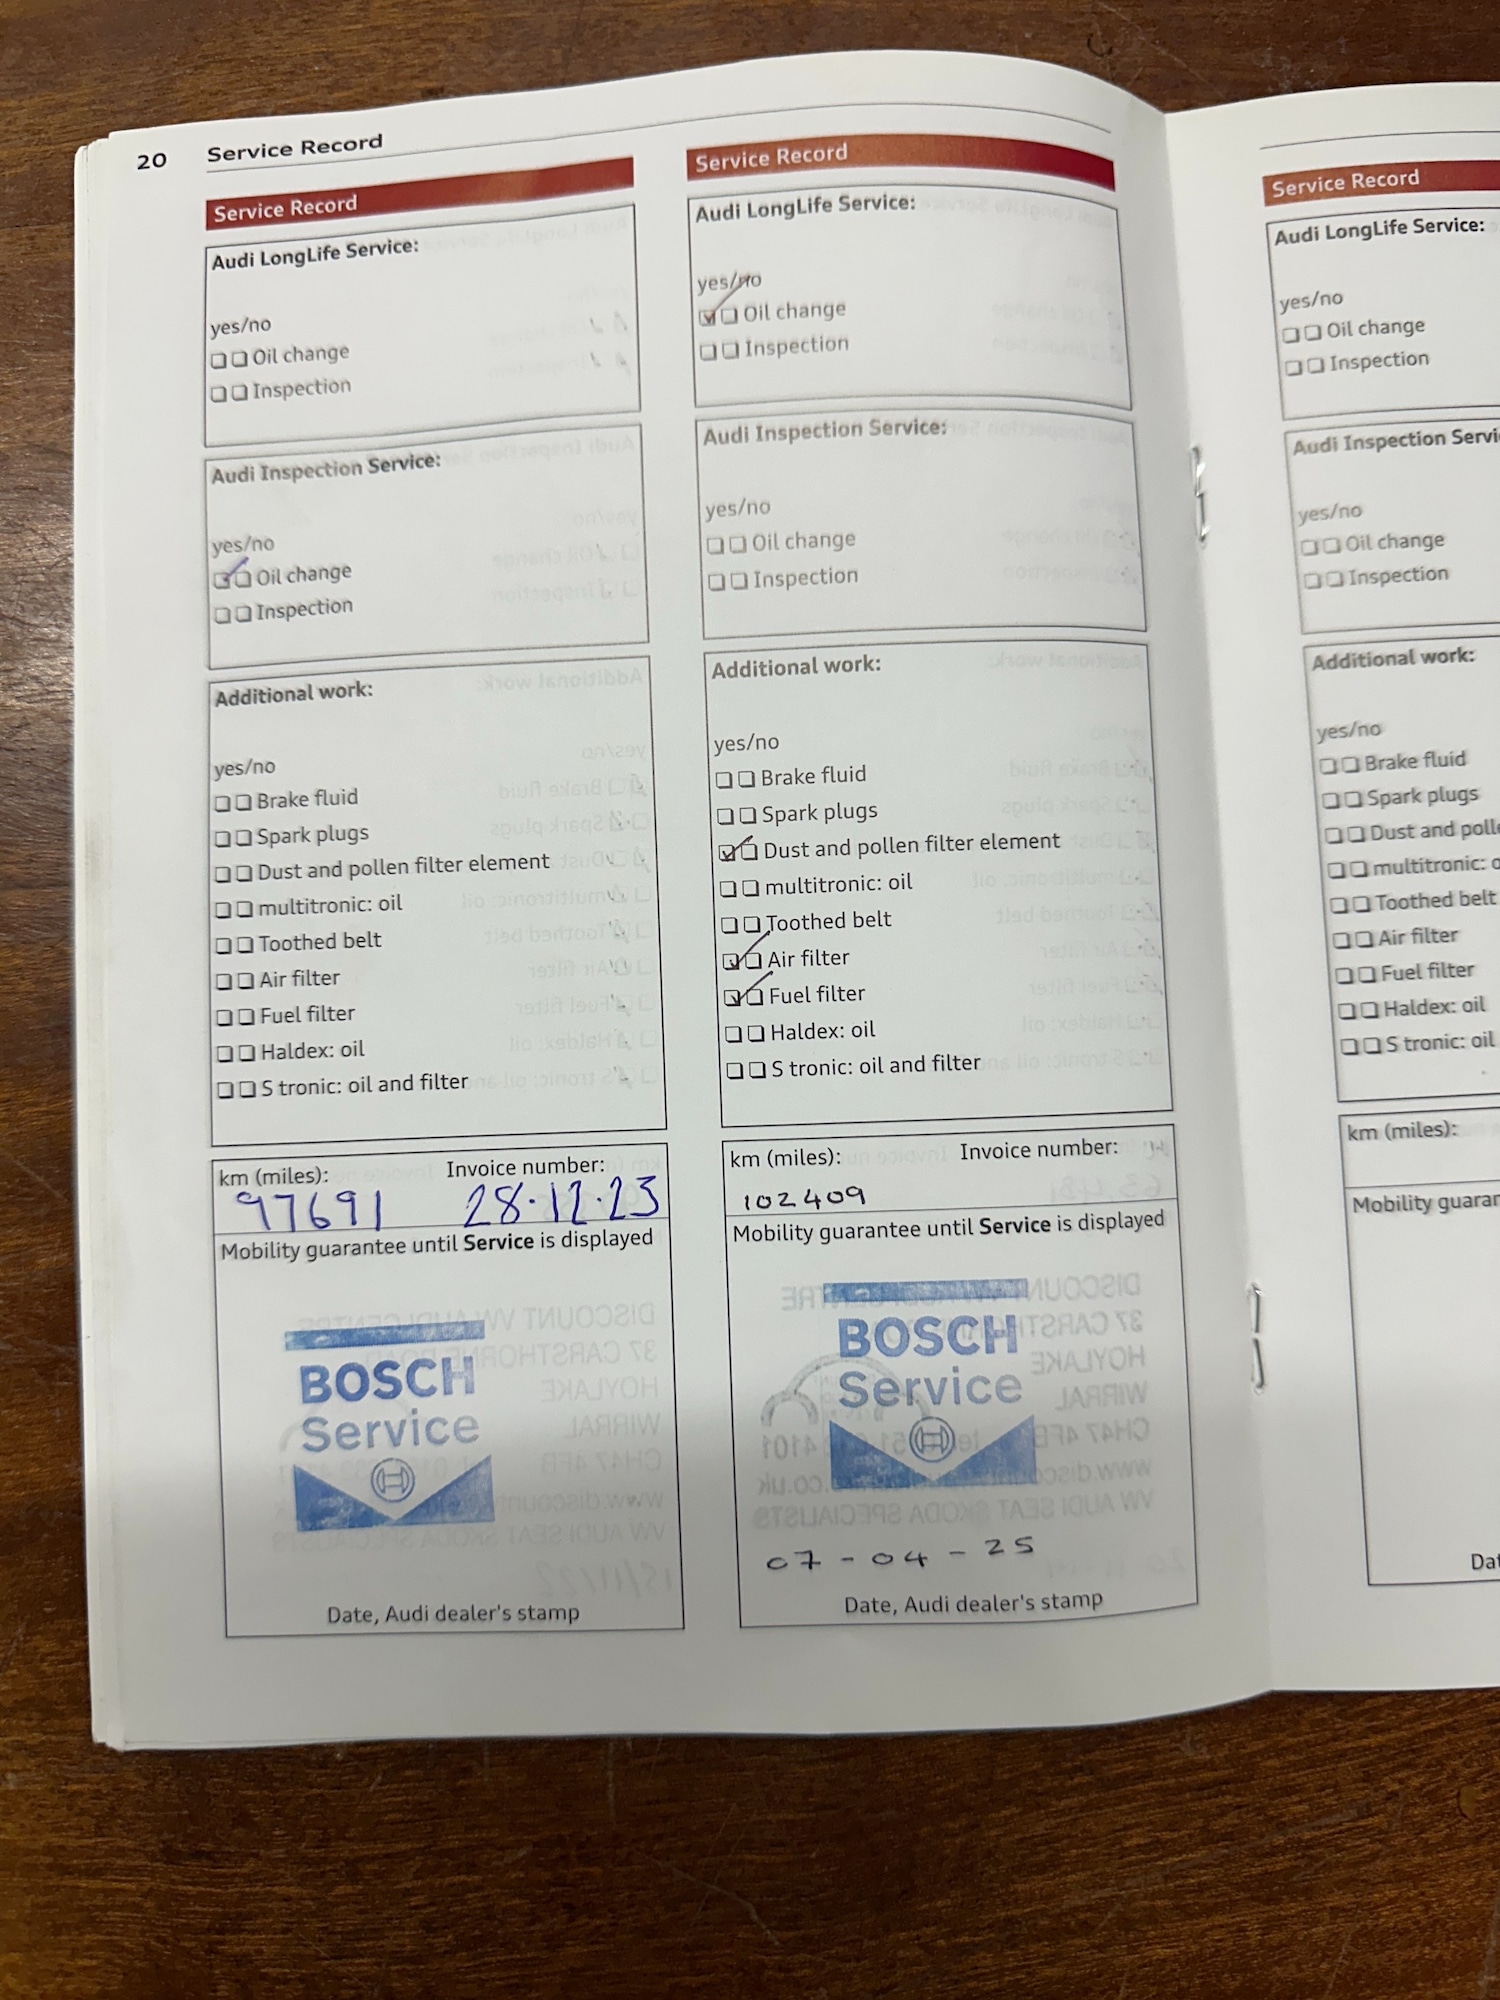 20 Service Record
Service Record
Audi LongLife Service:
yes/no
Oil change
Inspection
Audi Inspection Service:
yes/no
Oil change
Inspection
Additional work:
yes/no
Brake fluid
Spark plugs
Dust and pollen filter element
multitronic: oil
Toothed belt
Air filter
Fuel filter
Haldex: oil
S tronic: oil and filter
km (miles): Invoice number:
97691 28.12.23
Mobility guarantee until Service is displayed
BOSCH
Service
Date, Audi dealer's stamp
Service Record
Audi LongLife Service:
yes/no
Oil change
Inspection
Audi Inspection Service:
yes/no
Oil change
Inspection
Additional work:
yes/no
Brake fluid
Spark plugs
Dust and pollen filter element
multitronic: oil
Toothed belt
Air filter
Fuel filter
Haldex: oil
S tronic: oil and filter
km (miles): Invoice number:
102409
Mobility guarantee until Service is displayed
BOSCH
Service
07-04-25
Date, Audi dealer's stamp
Service Record
Audi LongLife Service:
yes/no
Oil change
Inspection
Audi Inspection
yes/no
Oil change
Inspection
Additional work:
yes/no
Brake fluid
Spark plugs
Dust and
multitronic:
Toothed belt
Air filter
Fuel filter
Haldex: oil
S tronic: oil
km (miles):
Mobility